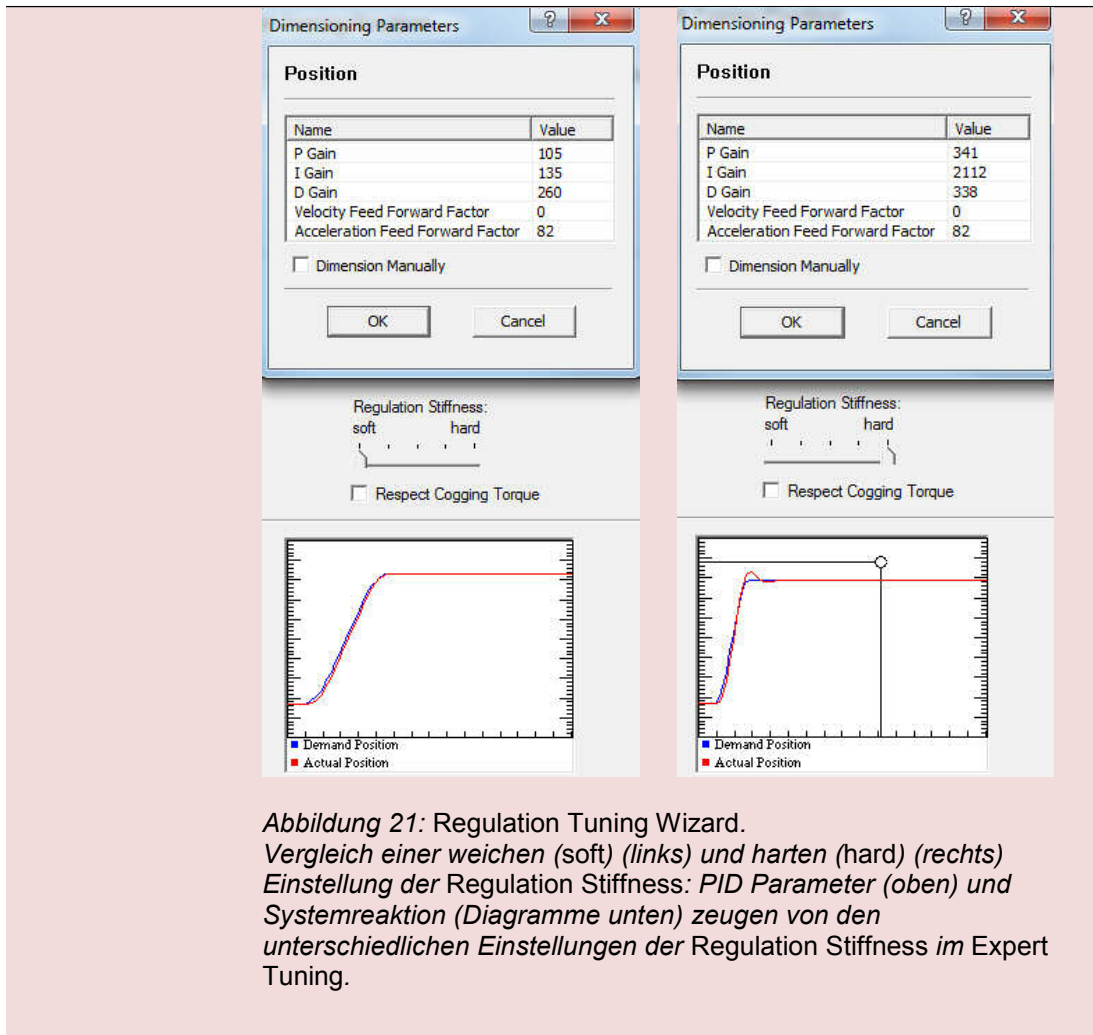 Dimensioning Parameters
Position
Name Value
P Gain 105
I Gain 135
D Gain 260
Velocity Feed Forward Factor 0
Acceleration Feed Forward Factor 82
Dimension Manually
OK Cancel
Regulation Stiffness:
soft hard
Respect Cogging Torque
Demand Position
Actual Position
Dimensioning Parameters
Position
Name Value
P Gain 341
I Gain 2112
D Gain 338
Velocity Feed Forward Factor 0
Acceleration Feed Forward Factor 82
Dimension Manually
OK Cancel
Regulation Stiffness:
soft hard
Respect Cogging Torque
Demand Position
Actual Position
Abbildung 21: Regulation Tuning Wizard.
Vergleich einer weichen (soft) (links) und harten (hard) (rechts)
Einstellung der Regulation Stiffness: PID Parameter (oben) und
Systemreaktion (Diagramme unten) zeugen von den
unterschiedlichen Einstellungen der Regulation Stiffness im Expert
Tuning.